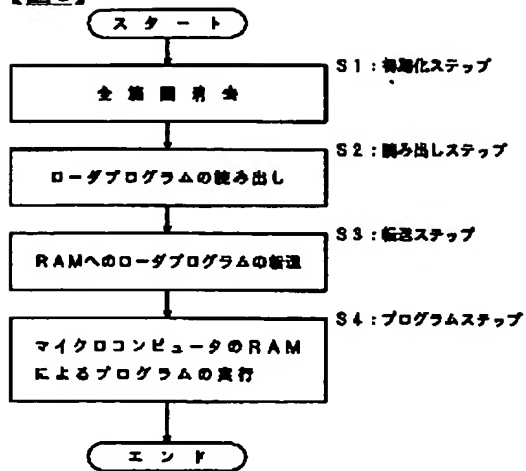 スタート
S1：初期化ステップ
全範囲消去
S2：読み出しステップ
ローダプログラムの読み出し
S3：転送ステップ
RAMへのローダプログラムの転送
S4：プログラムステップ
マイクロコンピュータのRAM
によるプログラムの実行
エンド